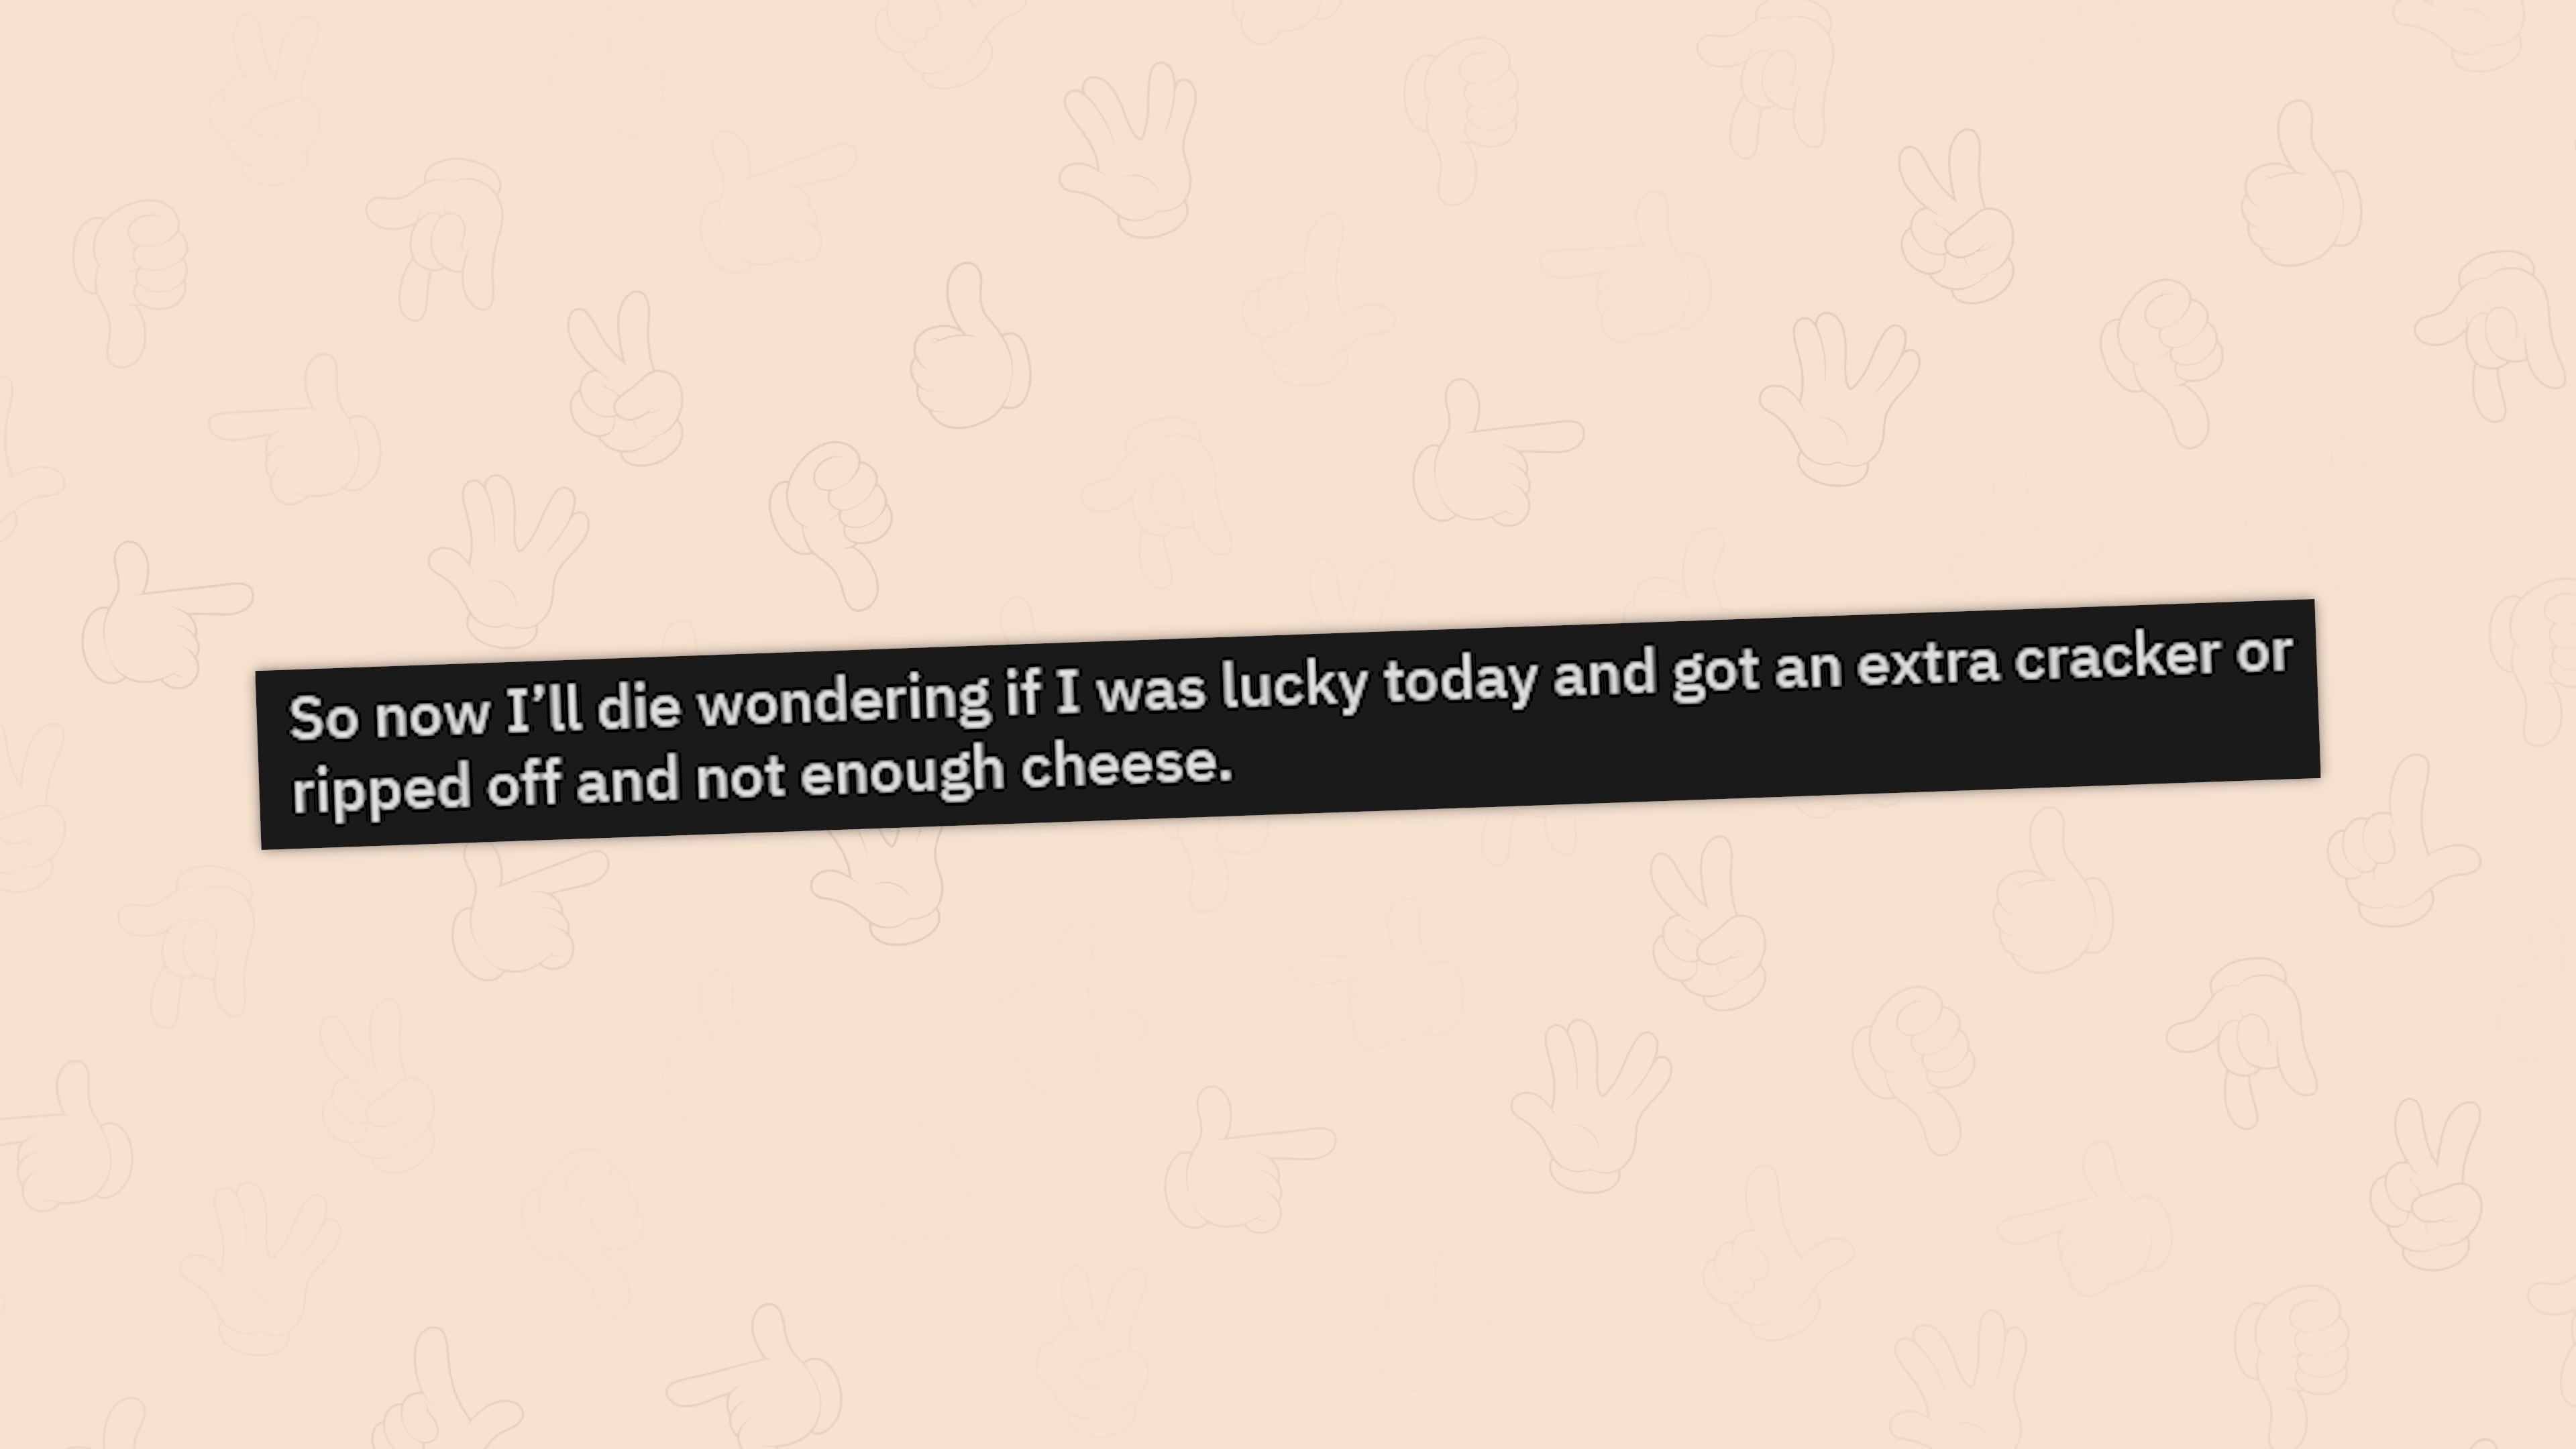 So now I’ll die wondering if I was lucky today and got an extra cracker or
ripped off and not enough cheese.